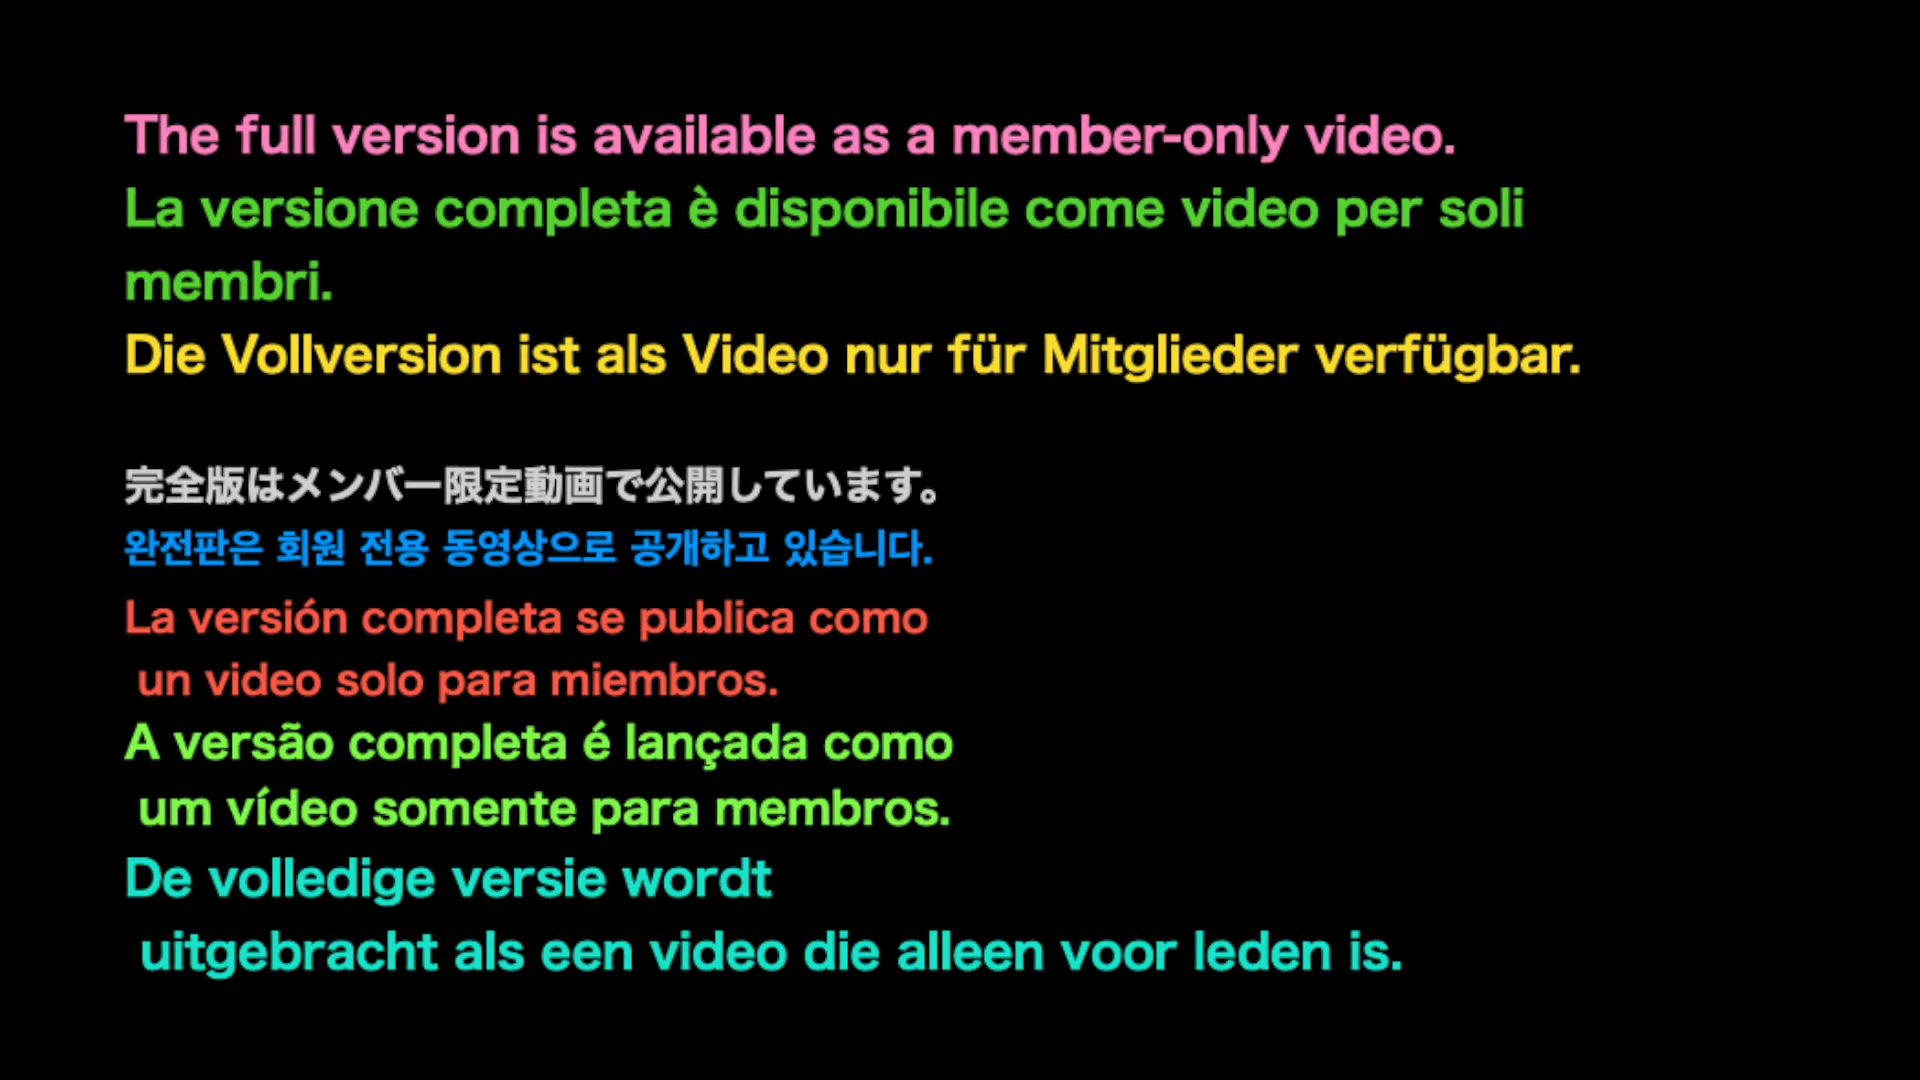 The full version is available as a member-only video.
La versione completa è disponibile come video per soli
membri.
Die Vollversion ist als Video nur für Mitglieder verfügbar.
完全版はメンバー限定動画で公開しています。
완전판은 회원 전용 동영상으로 공개하고 있습니다.
La versión completa se publica como
un video solo para miembros.
A versão completa é lançada como
um vídeo somente para membros.
De volledige versie wordt
uitgebracht als een video die alleen voor leden is.